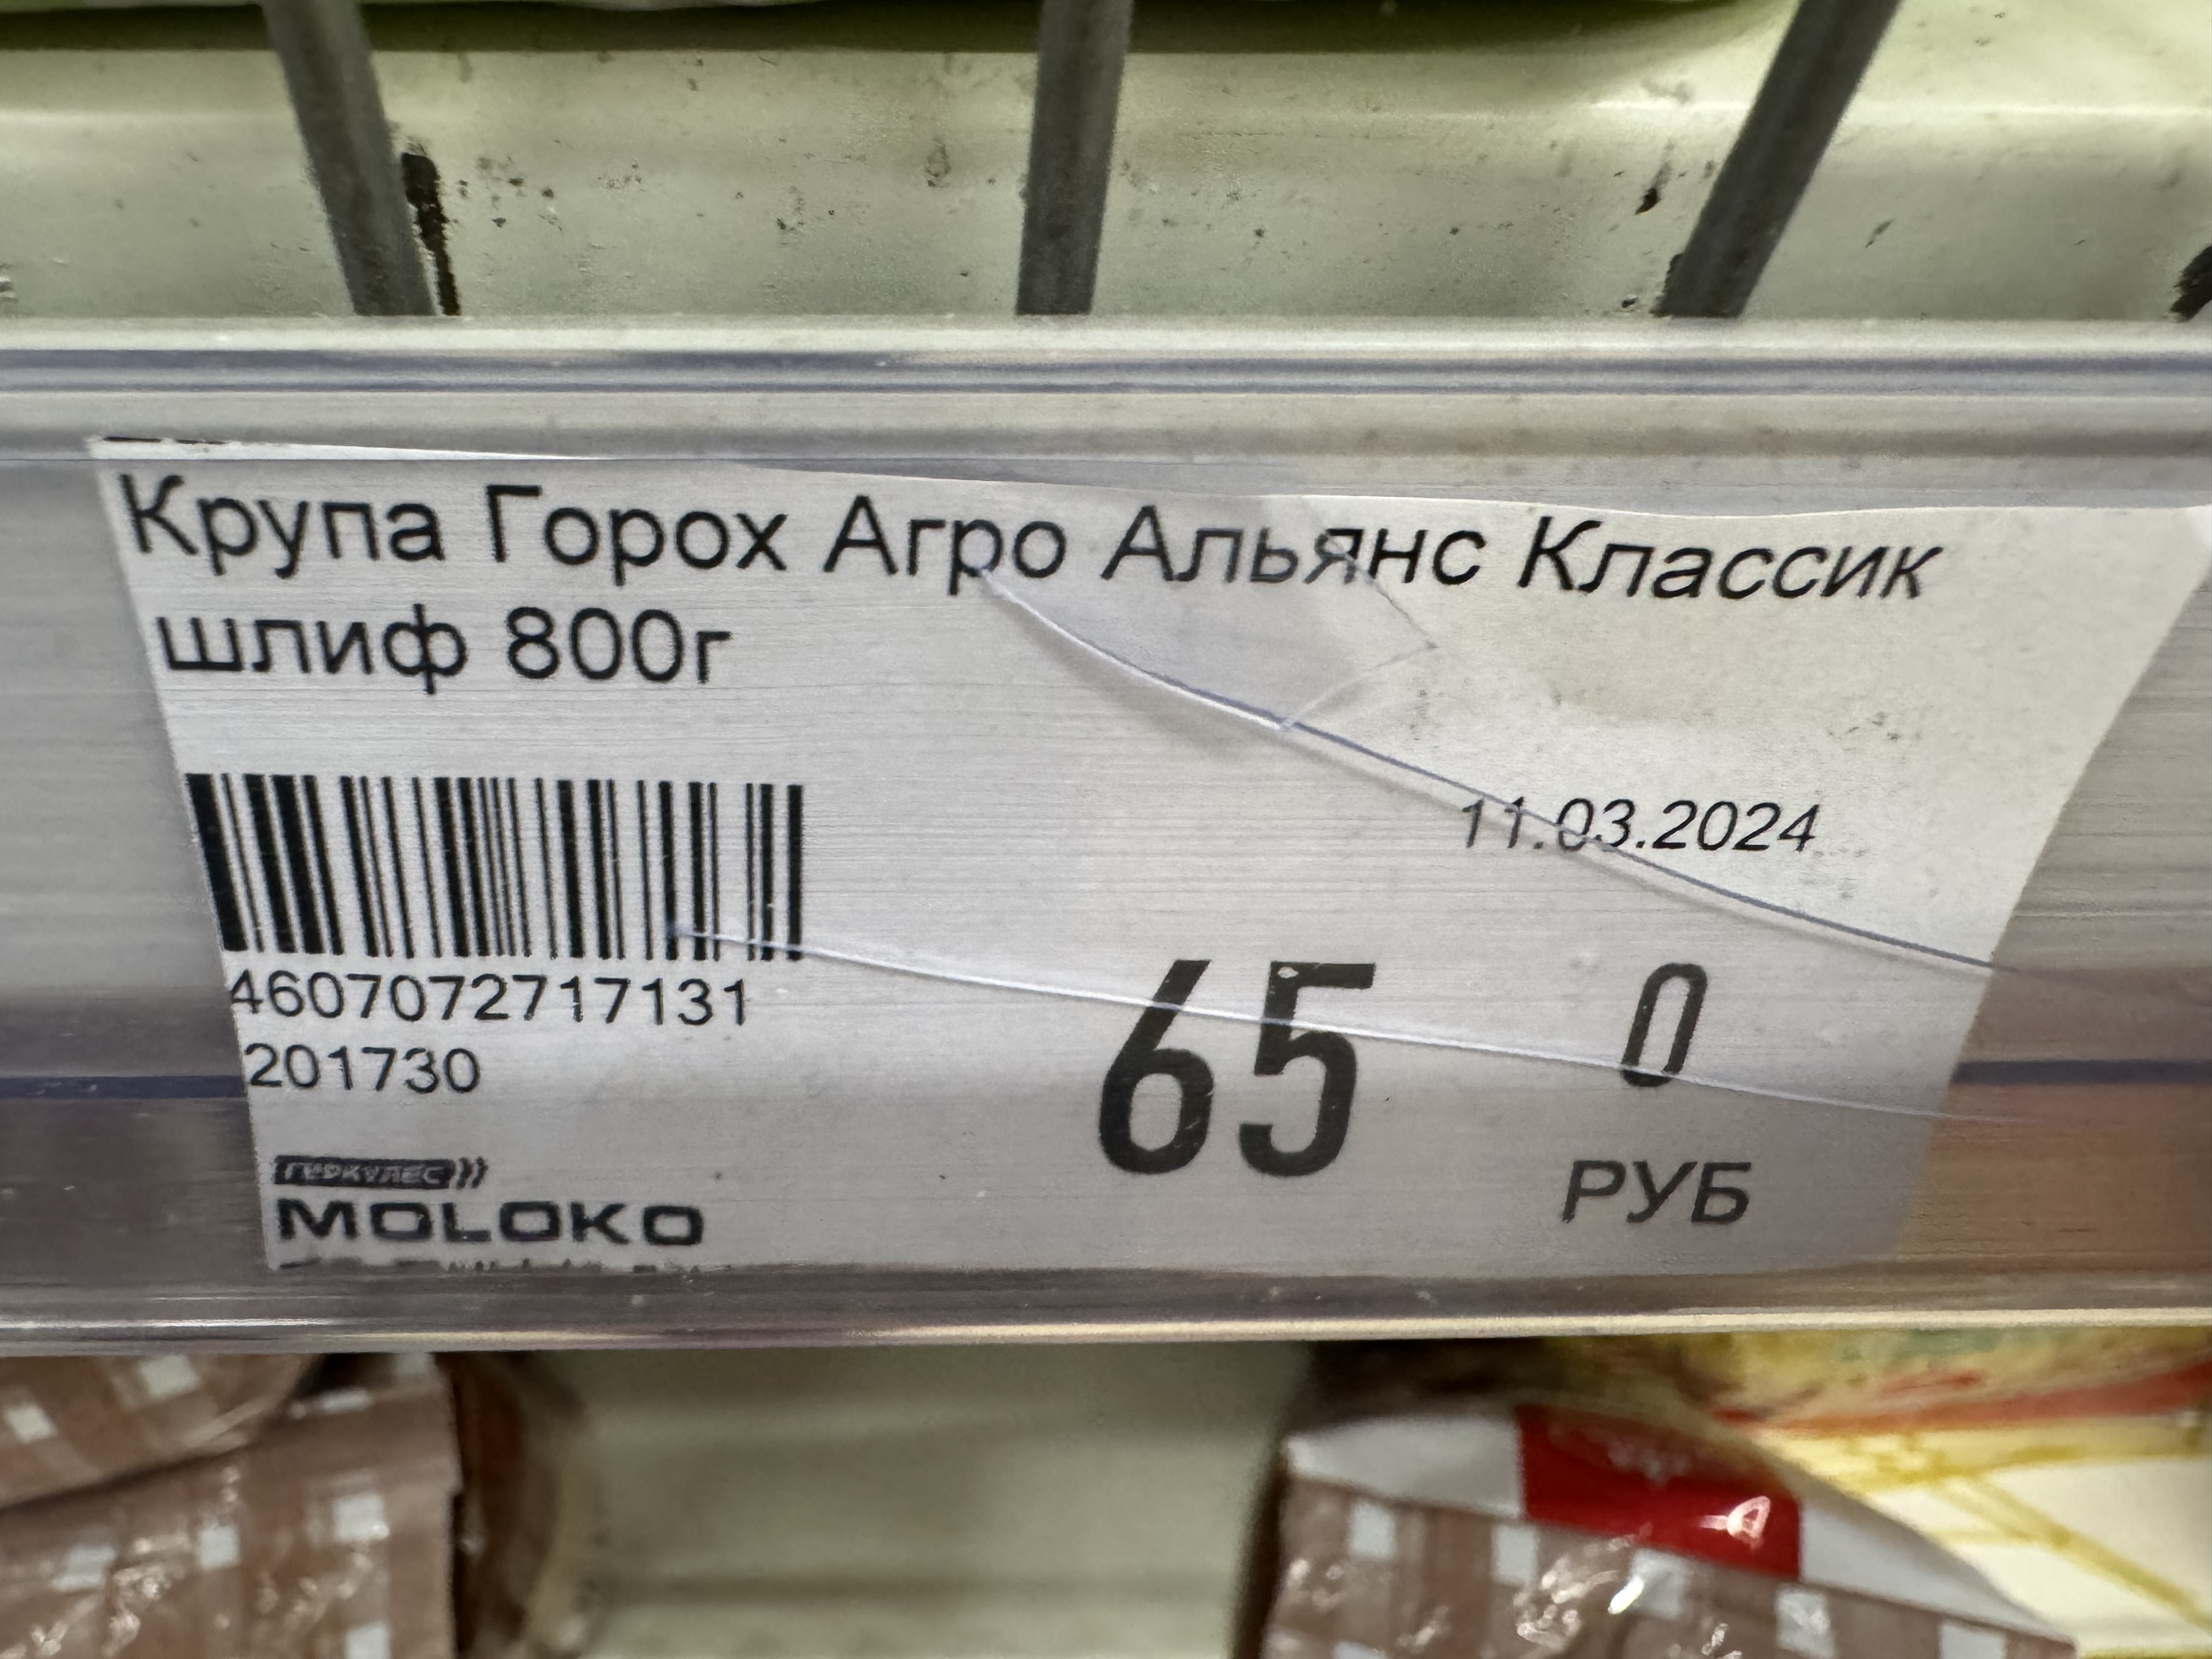 Крупа Горох Агро Альянс Классик
шлиф 800г
11.03.2024
4607072717131
201730
65 0
РУБ
ГЕРКУЛЕС
MOLOKO